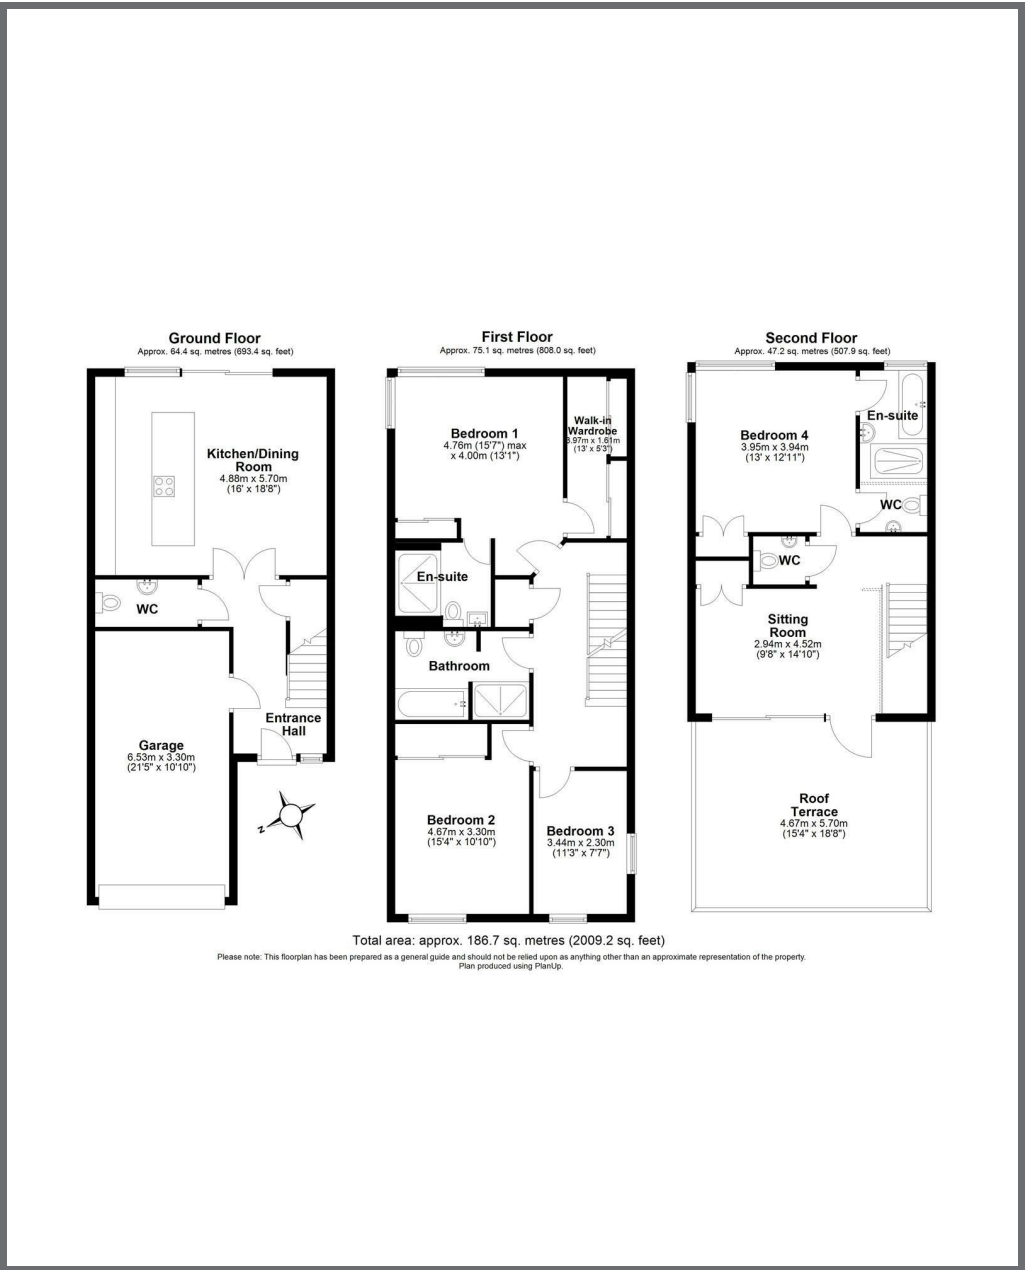 Ground Floor
Approx. 64.4 sq. metres (693.4 sq. feet)
Kitchen/Dining
Room
4.88m x 5.70m
(16' x 18'8")
WC
Garage
6.53m x 3.30m
(21'5" x 10'10")
Entrance
Hall
N
First Floor
Approx. 75.1 sq. metres (808.0 sq. feet)
Bedroom 1
4.76m (15'7") max
x 4.00m (13'1")
Walk-in
Wardrobe
3.97m x 1.61m
(13' x 5'3")
En-suite
Bathroom
Bedroom 2
4.67m x 3.30m
(15'4" x 10'10")
Bedroom 3
3.44m x 2.30m
(11'3" x 7'7")
Second Floor
Approx. 47.2 sq. metres (507.9 sq. feet)
En-suite
Bedroom 4
3.95m x 3.94m
(13' x 12'11")
WC
WC
Sitting
Room
2.94m x 4.52m
(9'8" x 14'10")
Roof
Terrace
4.67m x 5.70m
(15'4" x 18'8")
Total area: approx. 186.7 sq. metres (2009.2 sq. feet)
Please note: This floorplan has been prepared as a general guide and should not be relied upon as anything other than an approximate representation of the property.
Plan produced using PlanUp.